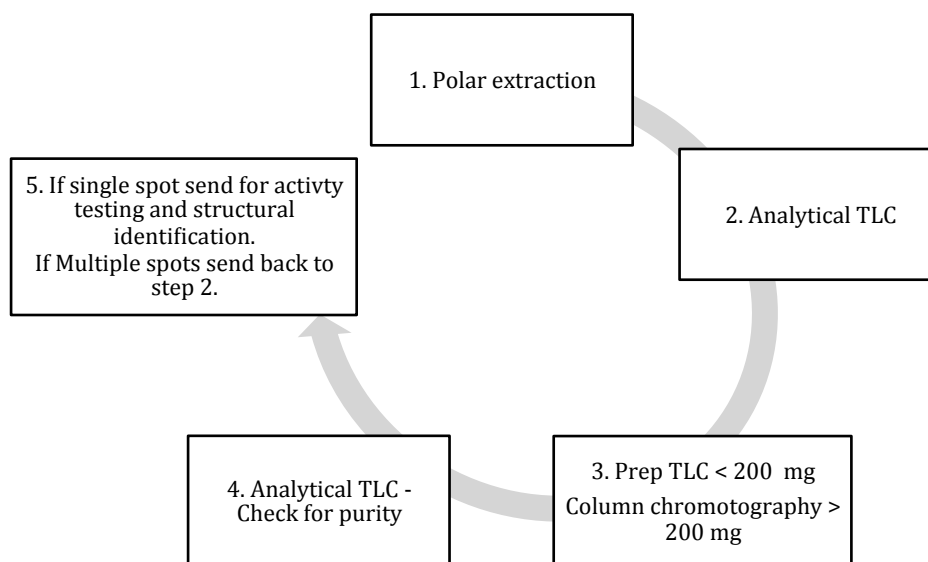 1. Polar extraction
2. Analytical TLC
3. Prep TLC < 200 mg
Column chromotography >
200 mg
4. Analytical TLC -
Check for purity
5. If single spot send for activty
testing and structural
identification.
If Multiple spots send back to
step 2.